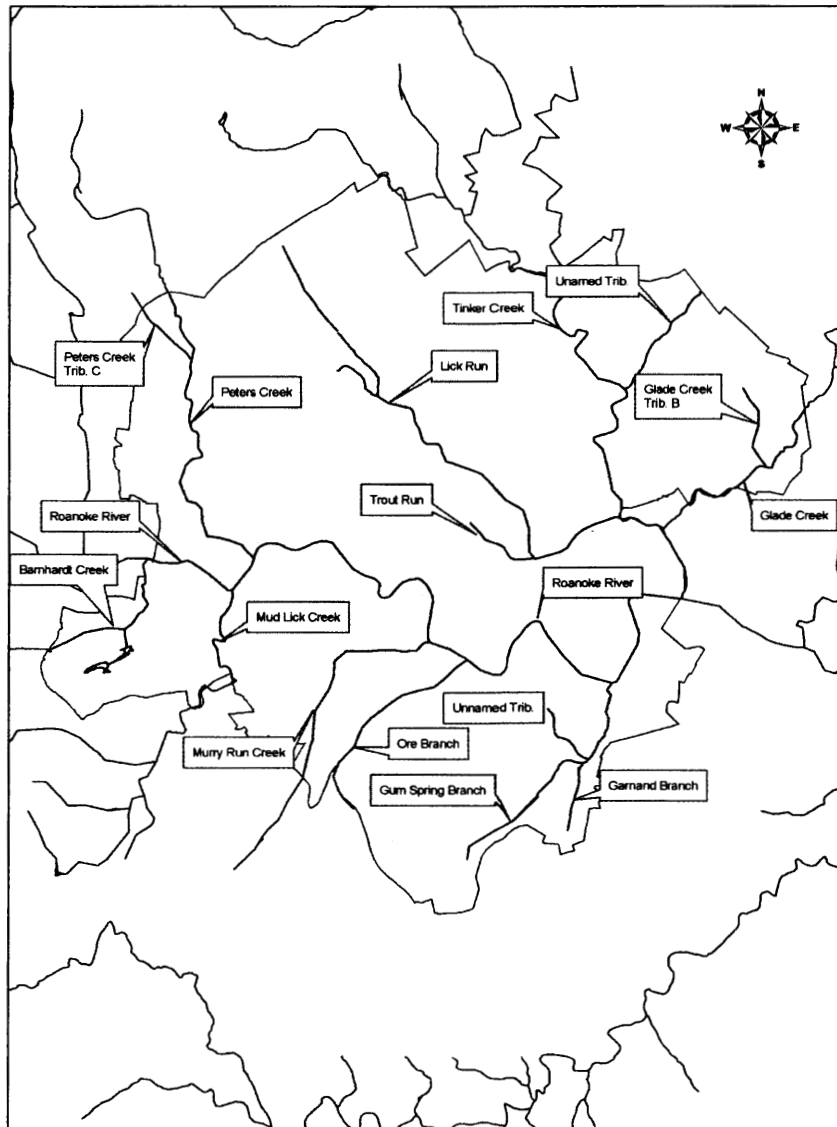 N
W E
S
Unamed Trib.
Tinker Creek
Peters Creek
Trib. C
Lick Run
Peters Creek
Glade Creek
Trib. B
Trout Run
Roanoke River
Glade Creek
Barnhardt Creek
Roanoke River
Mud Lick Creek
Unnamed Trib.
Murry Run Creek
Ore Branch
Gum Spring Branch
Garnand Branch